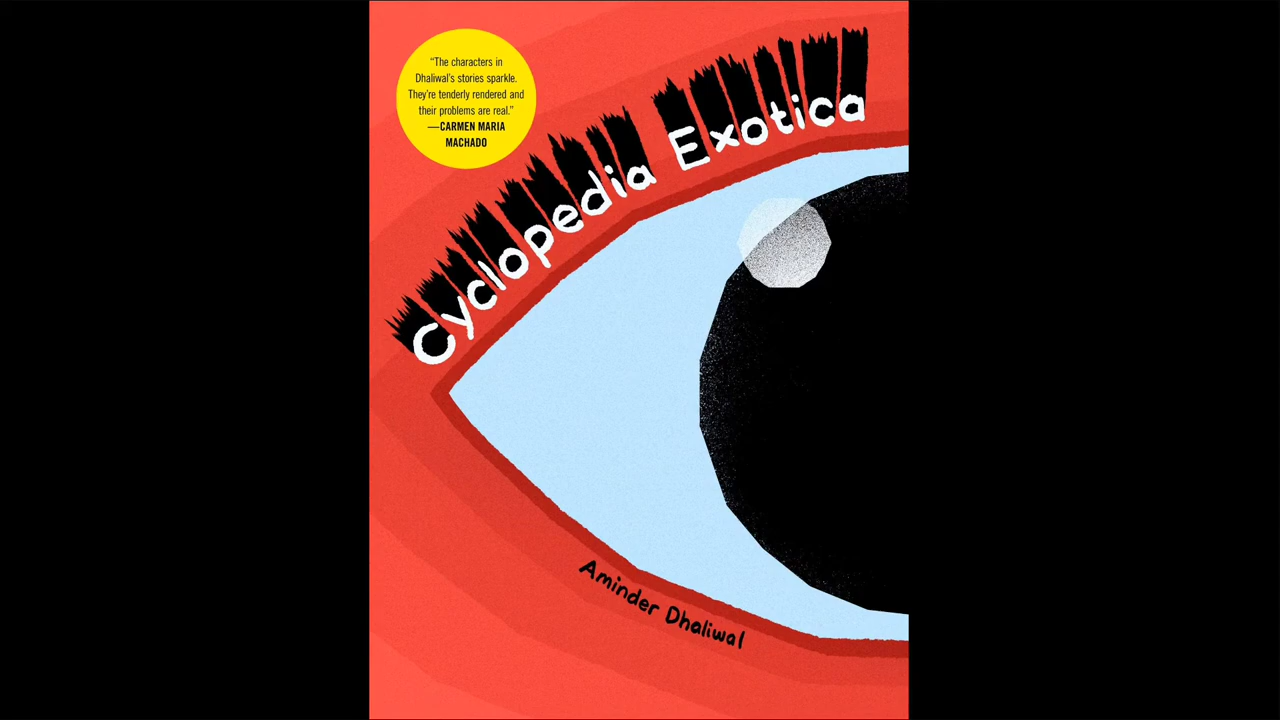 “The characters in
Dhaliwal’s stories sparkle.
They’re tenderly rendered and
their problems are real.”
—CARMEN MARIA
MACHADO
Cyclopedia Exotica
Aminder Dhaliwal